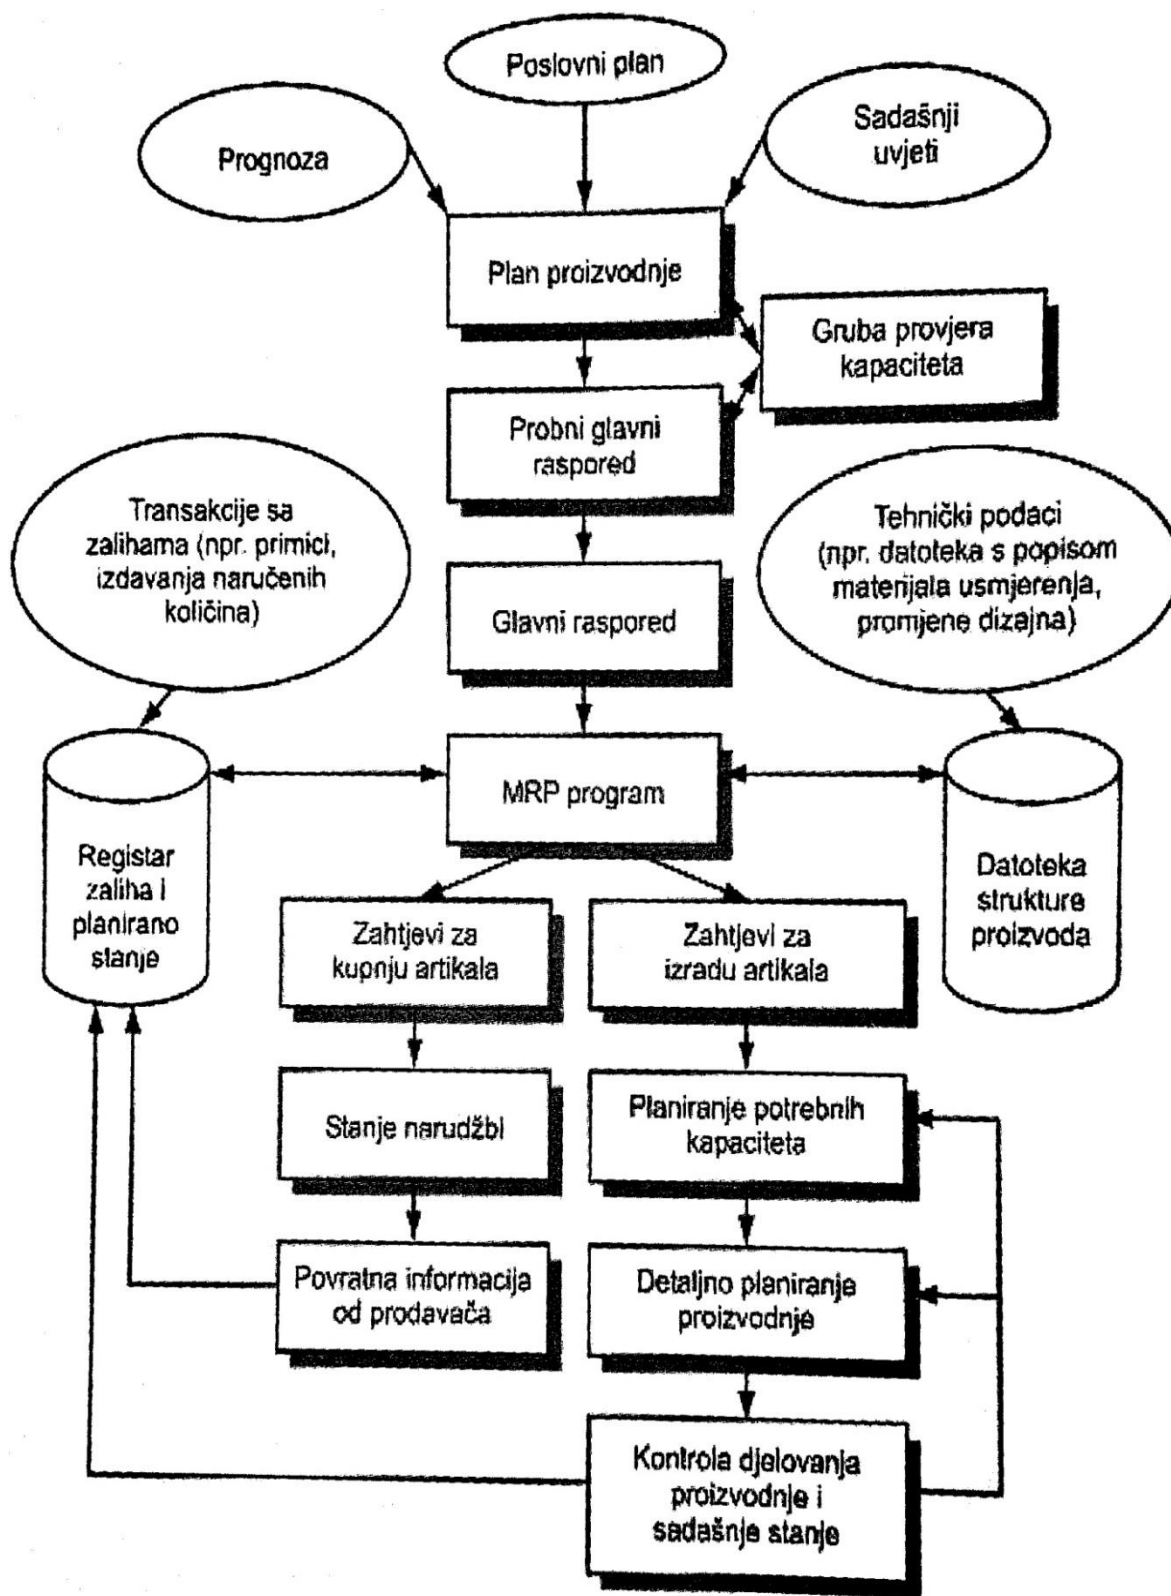 Poslovni plan
Prognoza
Sadašnji
uvjeti
Plan proizvodnje
Gruba provjera
kapaciteta
Probni glavni
raspored
Transakcije sa
zalihama (npr. primici,
izdavanja naručenih
količina)
Tehnički podaci
(npr. datoteka s popisom
materijala usmjerenja,
promjene dizajna)
Glavni raspored
MRP program
Registar
zaliha i
planirano
stanje
Datoteka
strukture
proizvoda
Zahtjevi za
kupnju artikala
Zahtjevi za
izradu artikala
Stanje narudžbi
Planiranje potrebnih
kapaciteta
Povratna informacija
od prodavača
Detaljno planiranje
proizvodnje
Kontrola djelovanja
proizvodnje i
sadašnje stanje